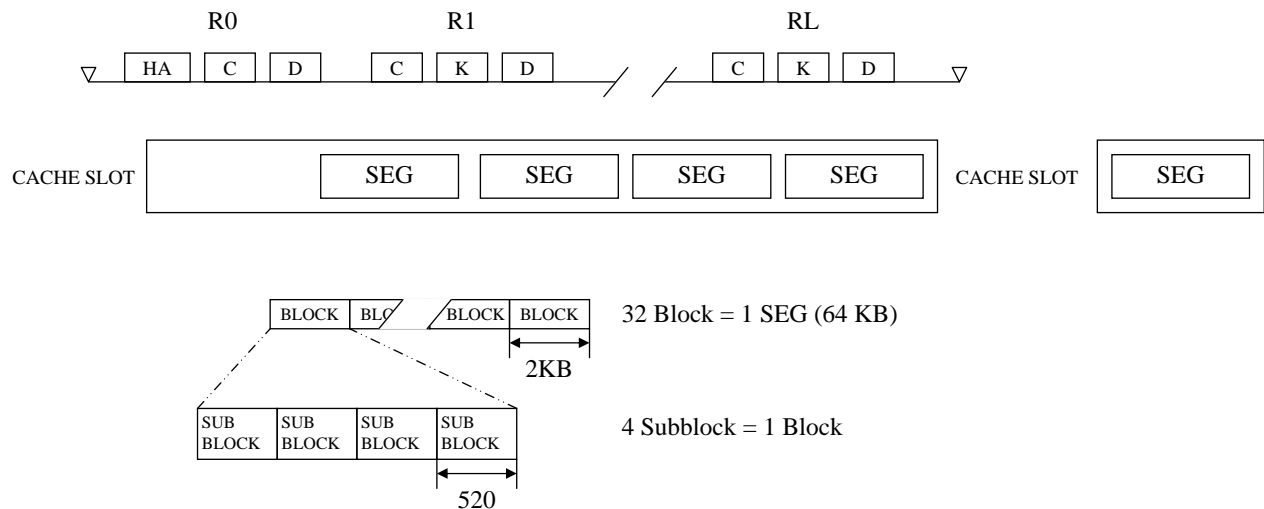 R0 R1 RL
HA C D C K D C K D
CACHE SLOT SEG SEG SEG SEG CACHE SLOT SEG
BLOCK BLOCK BLOCK 32 Block = 1 SEG (64 KB)
2KB
SUB SUB SUB SUB
BLOCK BLOCK BLOCK BLOCK 4 Subblock = 1 Block
520